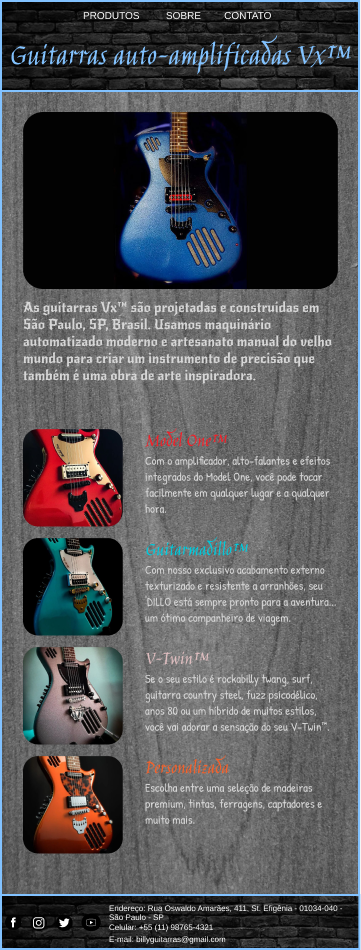 PRODUTOS SOBRE CONTATO
Guitarras auto-amplificadas Vx™
As guitarras Vx™ são projetadas e construídas em
São Paulo, SP, Brasil. Usamos maquinário
automatizado moderno e artesanato manual do velho
mundo para criar um instrumento de precisão que
também é uma obra de arte inspiradora.
Model One™
Com o amplificador, alto-falantes e efeitos
integrados do Model One, você pode tocar
facilmente em qualquer lugar e a qualquer
hora.
Guitarmadillo™
Com nosso exclusivo acabamento externo
texturizado e resistente a arranhões, seu
'DILLO está sempre pronto para a aventura...
um ótimo companheiro de viagem.
V-Twin™
Se o seu estilo é rockabilly twang, surf,
guitarra country steel, fuzz psicodélico,
anos 80 ou um híbrido de muitos estilos,
você vai adorar a sensação do seu V-Twin™.
Personalizada
Escolha entre uma seleção de madeiras
premium, tintas, ferragens, captadores e
muito mais.
Endereço: Rua Oswaldo Amarães, 411, St. Efigênia - 01034-040 -
São Paulo - SP
Celular: +55 (11) 98765-4321
E-mail: billyguitarras@gmail.com